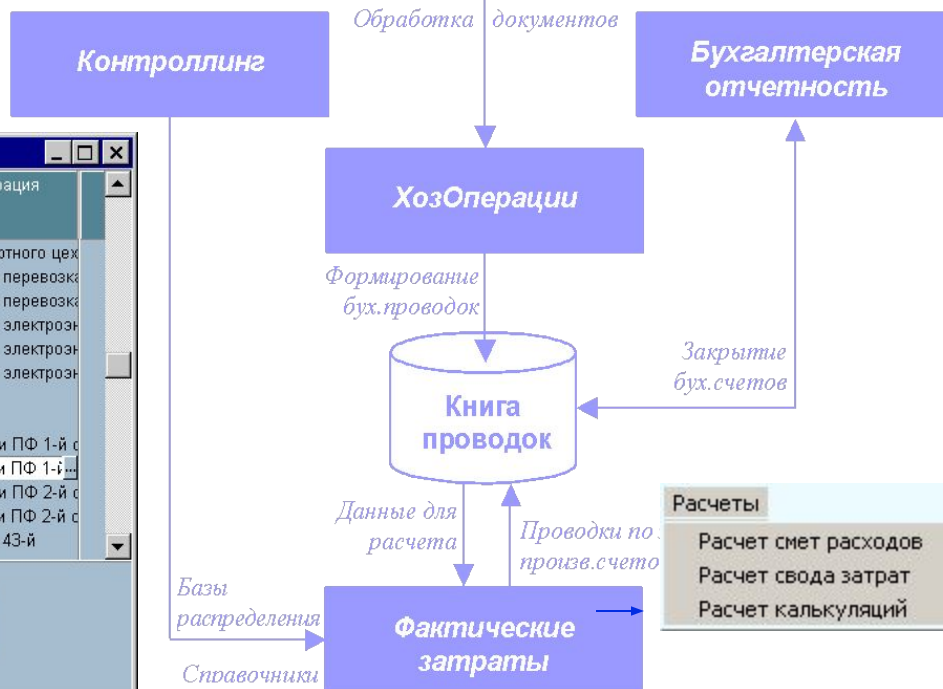 Обработка документов
Контроллинг
Бухгалтерская
отчетность
ХозОперации
Формирование
бух.проводок
Закрытие
бух.счетов
Книга
проводок
Данные для
расчета
Проводки по
произв.счето
Базы
распределения
Справочники
Фактические
затраты
Расчеты
Расчет смет расходов
Расчет свода затрат
Расчет калькуляций
рация
ртного цех
перевозка
перевозка
электроэн
электроэн
электроэн
и ПФ 1-й с
и ПФ 1-й...
и ПФ 2-й с
и ПФ 2-й с
43-й